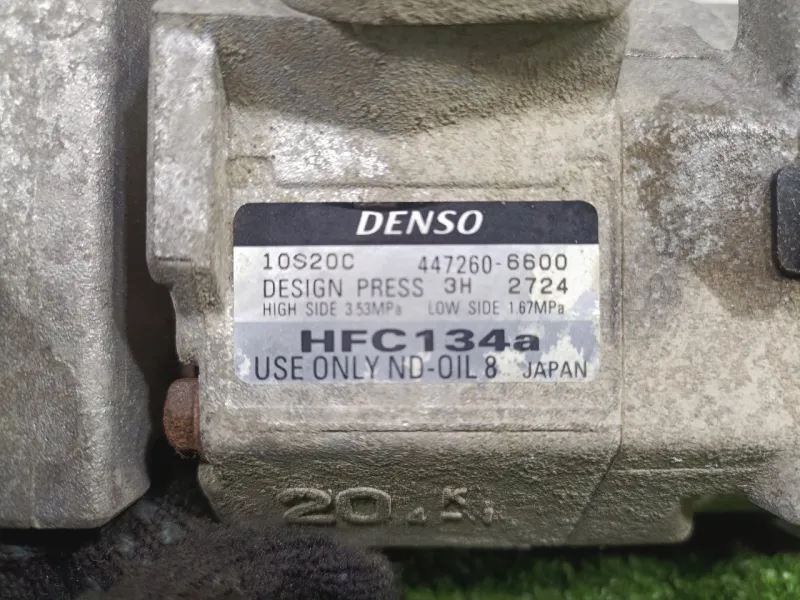 DENSO
10S20C 447260-6600
DESIGN PRESS 3H 2724
HIGH SIDE 3.53MPa LOW SIDE 1.67MPa
HFC134a
USE ONLY ND-OIL 8 JAPAN
20